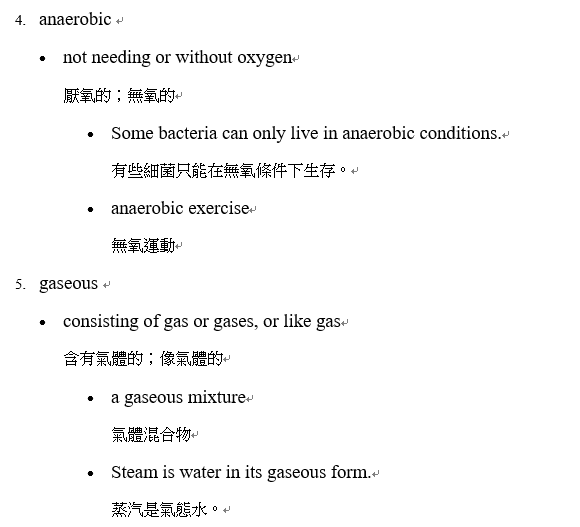 4. anaerobic
• not needing or without oxygen
厭氧的；無氧的
• Some bacteria can only live in anaerobic conditions.
有些細菌只能在無氧條件下生存。
• anaerobic exercise
無氧運動
5. gaseous
• consisting of gas or gases, or like gas
含有氣體的；像氣體的
• a gaseous mixture
氣體混合物
• Steam is water in its gaseous form.
蒸汽是氣態水。